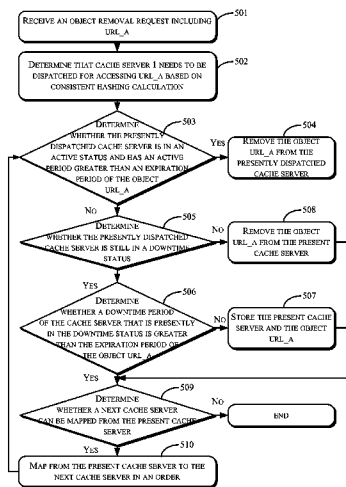 RECEIVE AN OBJECT REMOVAL REQUEST INCLUDING
URL_A
501
DETERMINE THAT CACHE SERVER 1 NEEDS TO BE
DISPATCHED FOR ACCESSING URL_A BASED ON
CONSISTENT HASHING CALCULATION
502
DETERMINE
WHETHER THE PRESENTLY
DISPATCHED CACHE SERVER IS IN AN
ACTIVE STATUS AND HAS AN ACTIVE
PERIOD GREATER THAN AN EXPIRATION
PERIOD OF THE OBJECT
URL_A
503
YES
REMOVE THE OBJECT
URL_A FROM THE
PRESENTLY DISPATCHED
CACHE SERVER
504
NO
DETERMINE
WHETHER THE PRESENTLY DISPATCHED
CACHE SERVER IS STILL IN A DOWNTIME
STATUS
505
NO
REMOVE THE OBJECT
URL_A FROM THE PRESENT
CACHE SERVER
508
YES
DETERMINE
WHETHER A DOWNTIME PERIOD
OF THE CACHE SERVER THAT IS PRESENTLY
IN THE DOWNTIME STATUS IS GREATER
THAN THE EXPIRATION PERIOD OF
THE OBJECT URL_A
506
NO
STORE THE PRESENT CACHE
SERVER AND THE OBJECT
URL_A
507
YES
DETERMINE
WHETHER A NEXT CACHE SERVER
CAN BE MAPPED FROM THE PRESENT CACHE
SERVER
509
NO
END
YES
MAP FROM THE PRESENT CACHE SERVER TO THE
NEXT CACHE SERVER IN AN ORDER
510